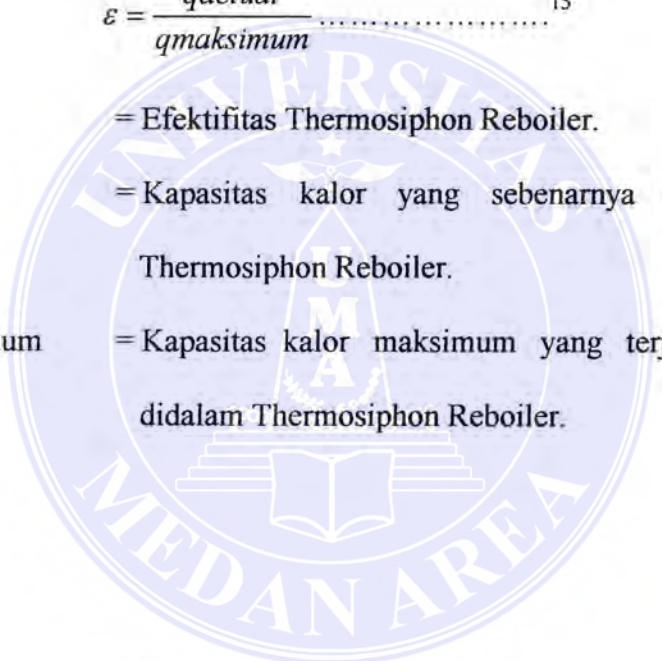 ε = / qmaksimum ........................ 13
= Efektifitas Thermosiphon Reboiler.
= Kapasitas kalor yang sebenarnya
Thermosiphon Reboiler.
um = Kapasitas kalor maksimum yang ter
didalam Thermosiphon Reboiler.
UNIVERSITAS
UMA
MEDAN AREA